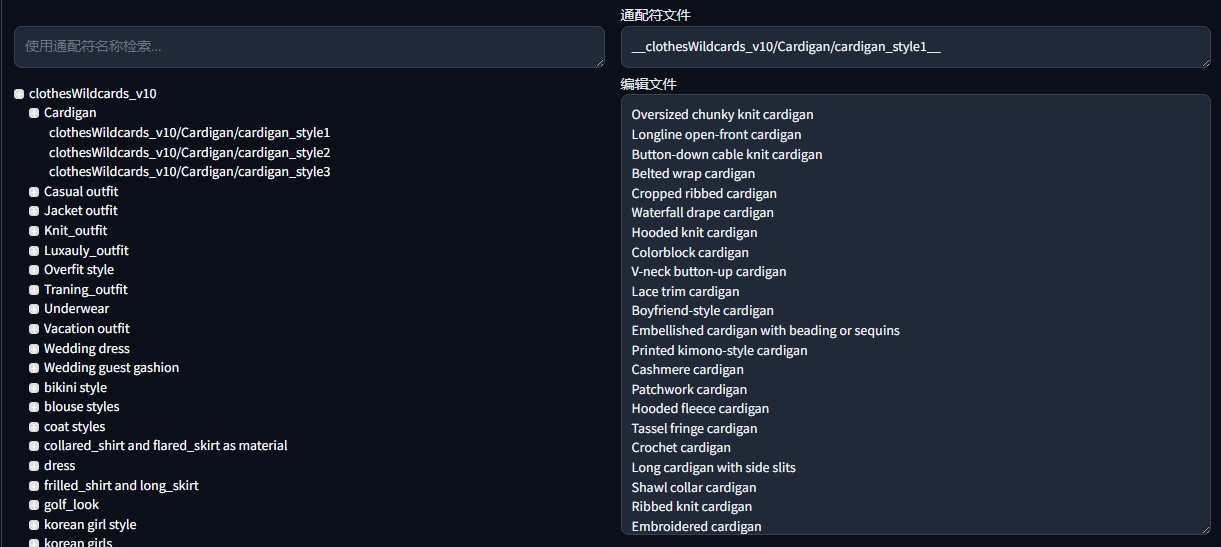 使用通配符名称检索...
clothesWildcards_v10
Cardigan
clothesWildcards_v10/Cardigan/cardigan_style1
clothesWildcards_v10/Cardigan/cardigan_style2
clothesWildcards_v10/Cardigan/cardigan_style3
Casual outfit
Jacket outfit
Knit_outfit
Luxauly_outfit
Overfit style
Traning_outfit
Underwear
Vacation outfit
Wedding dress
Wedding guest gashion
bikini style
blouse styles
coat styles
collared_shirt and flared_skirt as material
dress
frilled_shirt and long_skirt
golf_look
korean girl style
korean girls
通配符文件
__clothesWildcards_v10/Cardigan/cardigan_style1__
编辑文件
Oversized chunky knit cardigan
Longline open-front cardigan
Button-down cable knit cardigan
Belted wrap cardigan
Cropped ribbed cardigan
Waterfall drape cardigan
Hooded knit cardigan
Colorblock cardigan
V-neck button-up cardigan
Lace trim cardigan
Boyfriend-style cardigan
Embellished cardigan with beading or sequins
Printed kimono-style cardigan
Cashmere cardigan
Patchwork cardigan
Hooded fleece cardigan
Tassel fringe cardigan
Crochet cardigan
Long cardigan with side slits
Shawl collar cardigan
Ribbed knit cardigan
Embroidered cardigan